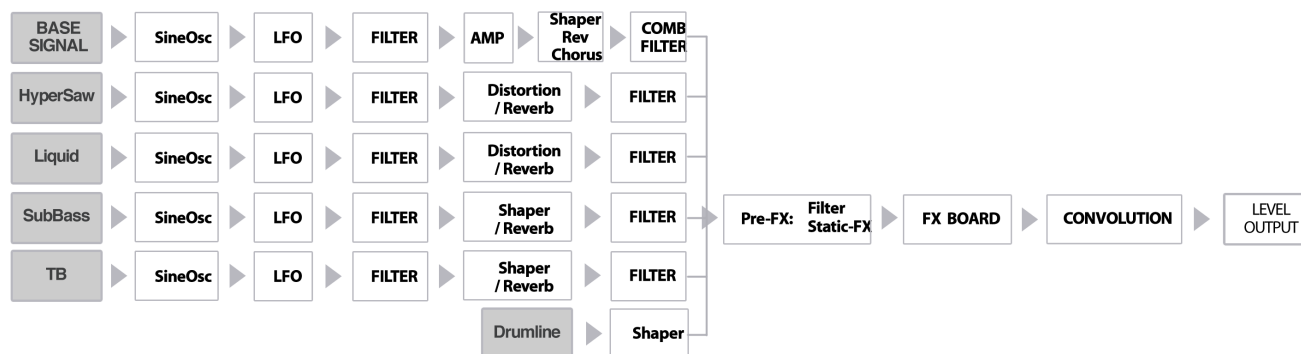 BASE
SIGNAL
SineOsc
LFO
FILTER
AMP
Shaper
Rev
Chorus
COMB
FILTER
HyperSaw
SineOsc
LFO
FILTER
Distortion
/ Reverb
FILTER
Liquid
SineOsc
LFO
FILTER
Distortion
/ Reverb
FILTER
SubBass
SineOsc
LFO
FILTER
Shaper
/ Reverb
FILTER
Pre-FX: Filter
Static-FX
FX BOARD
CONVOLUTION
LEVEL
OUTPUT
TB
SineOsc
LFO
FILTER
Shaper
/ Reverb
FILTER
Drumline
Shaper